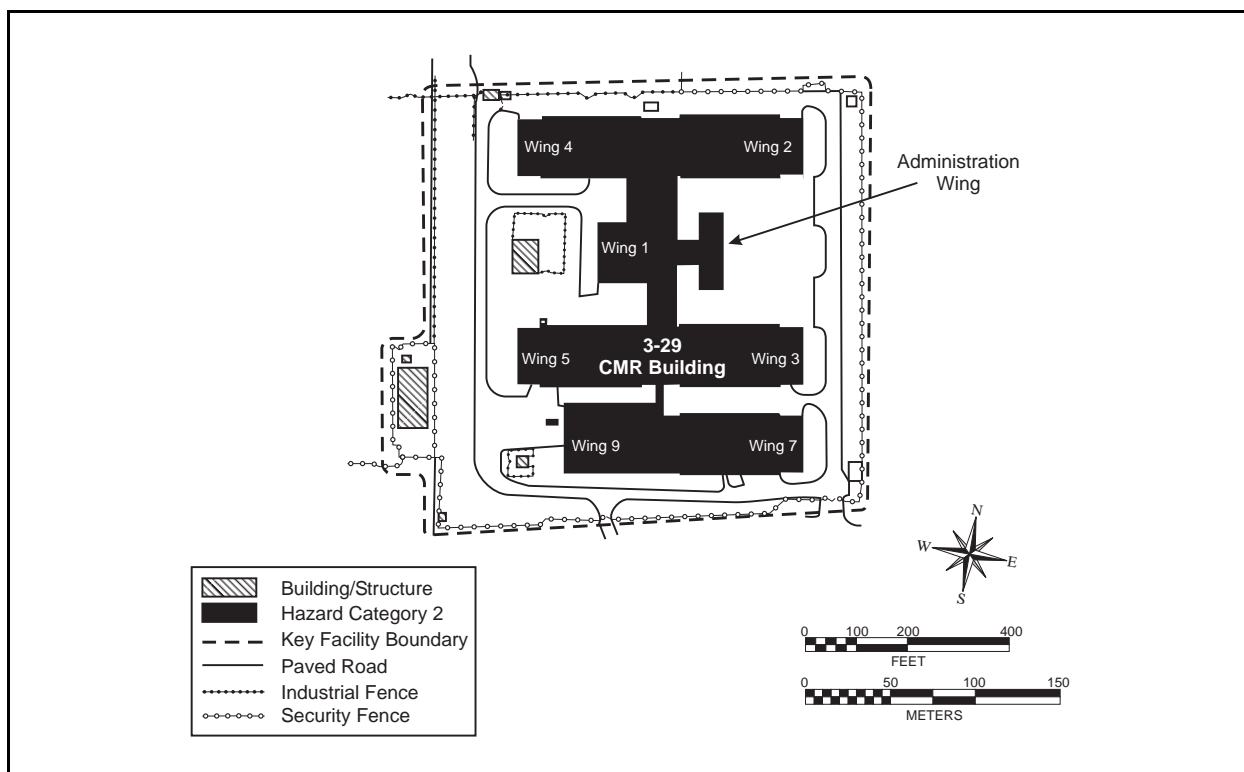 Wing 4
Wing 2
Administration
Wing
Wing 1
3-29
CMR Building
Wing 5
Wing 3
Wing 9
Wing 7
N
W
E
S
Building/Structure
Hazard Category 2
Key Facility Boundary
Paved Road
Industrial Fence
Security Fence
0 100 200 400
FEET
0 50 100 150
METERS